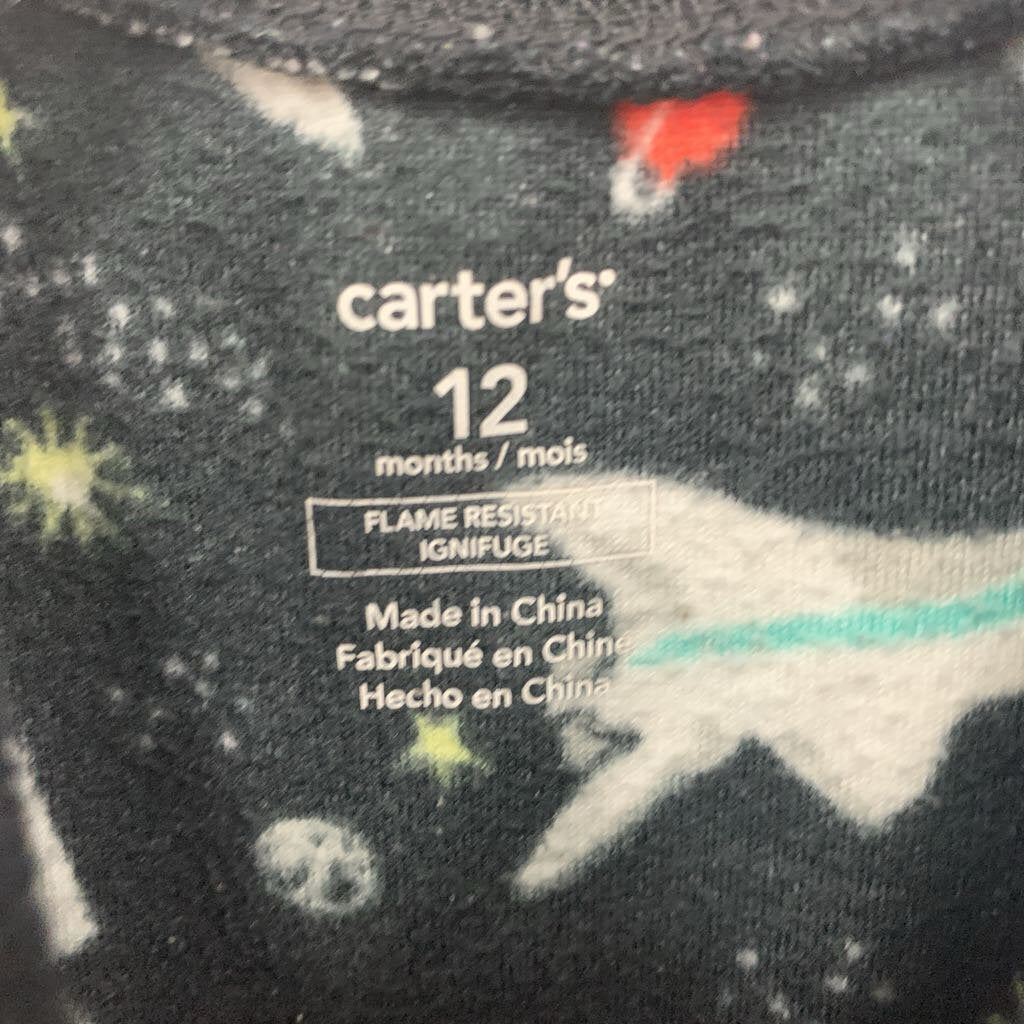 carter's
12
months / mois
FLAME RESISTANT
IGNIFUGE
Made in China
Fabriqué en Chine
Hecho en China